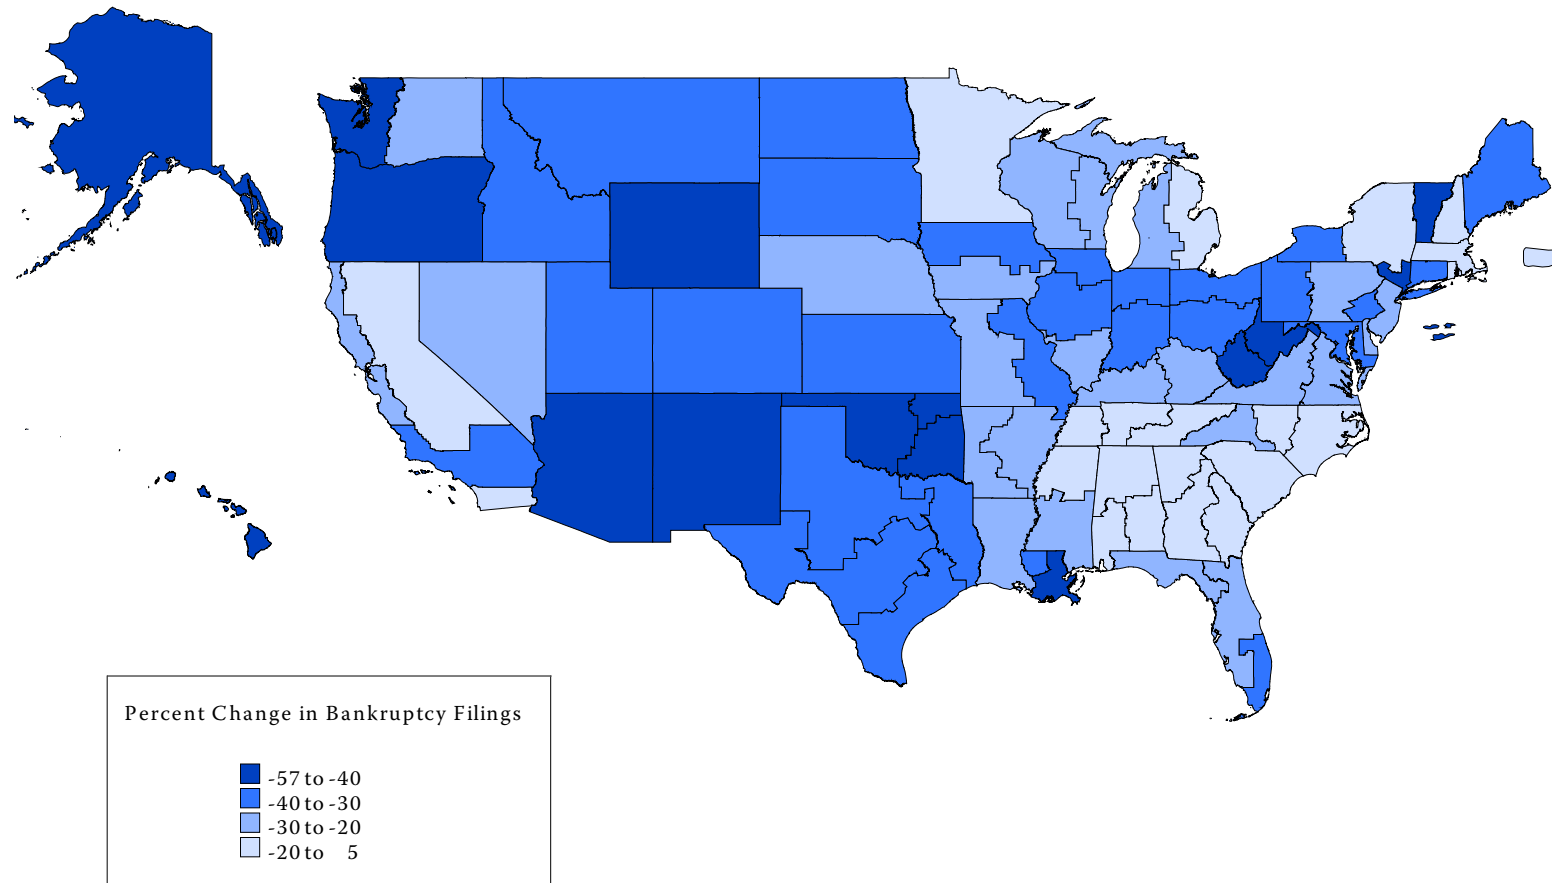 Percent Change in Bankruptcy Filings
-57 to -40
-40 to -30
-30 to -20
-20 to 5